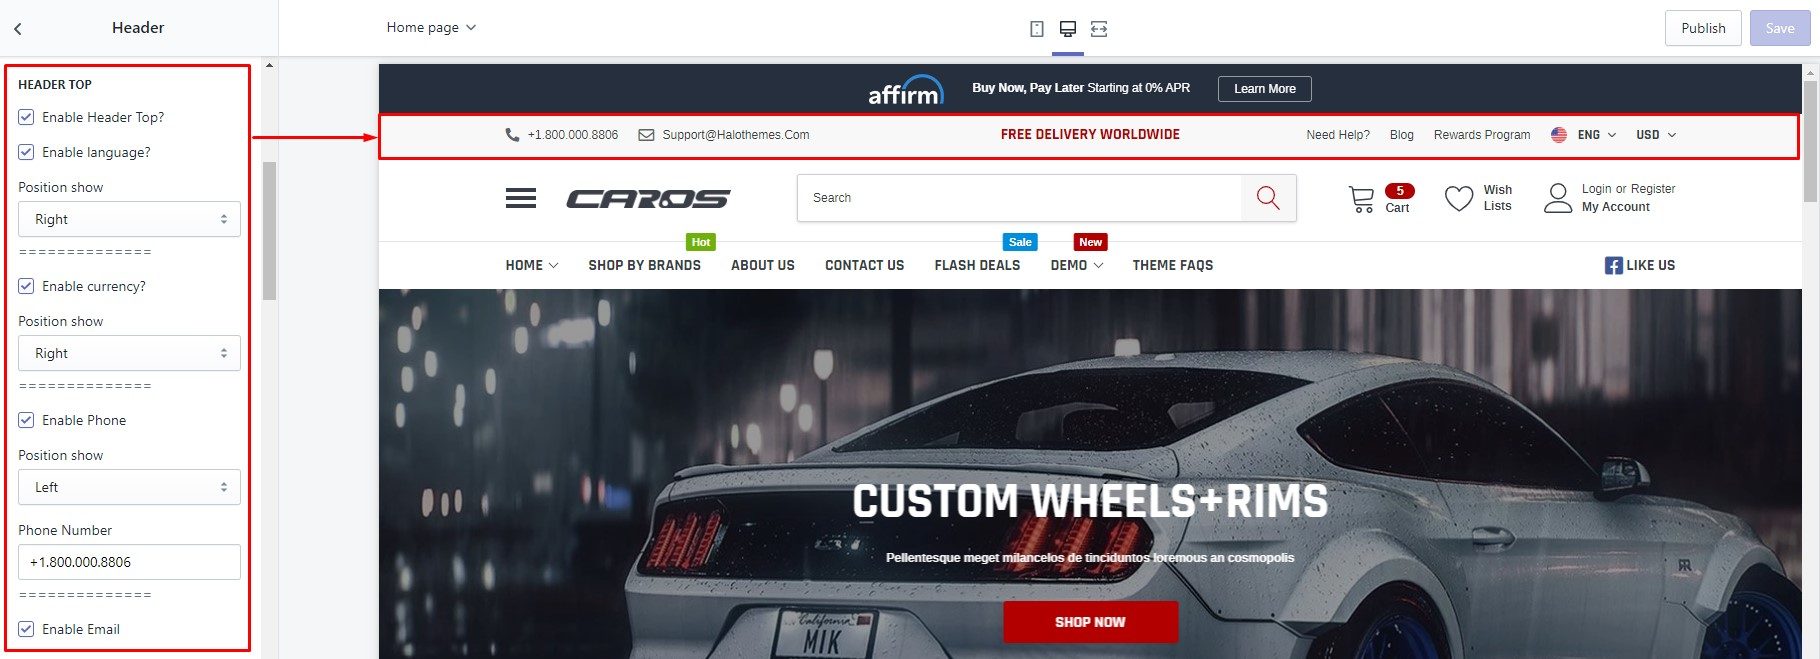 Header
Home page
Publish
Save
HEADER TOP
Enable Header Top?
Enable language?
Position show
Right
==============
Enable currency?
Position show
Right
==============
Enable Phone
Position show
Left
Phone Number
+1.800.000.8806
==============
Enable Email
affirm Buy Now, Pay Later Starting at 0% APR Learn More
+1.800.000.8806 Support@Halothemes.Com FREE DELIVERY WORLDWIDE Need Help? Blog Rewards Program ENG USD
CAROS
Search
5
Cart
Wish
Lists
Login or Register
My Account
Hot Sale New
HOME SHOP BY BRANDS ABOUT US CONTACT US FLASH DEALS DEMO THEME FAQS LIKE US
CUSTOM WHEELS+RIMS
Pellentesque meget milancelos de tinciduntos loremous an cosmopolis
SHOP NOW
California
MIK